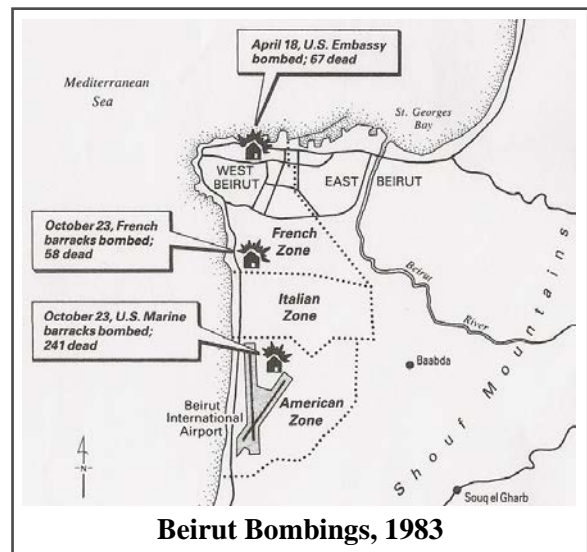 April 18, U.S. Embassy
bombed; 67 dead
Mediterranean
Sea
St. Georges
Bay
WEST
BEIRUT
EAST
BEIRUT
October 23, French
barracks bombed;
58 dead
French
Zone
Beirut
River
Italian
Zone
October 23, U.S. Marine
barracks bombed;
241 dead
Baabda
Shouf Mountains
Beirut
International
Airport
American
Zone
N
Souq el Gharb
Beirut Bombings, 1983